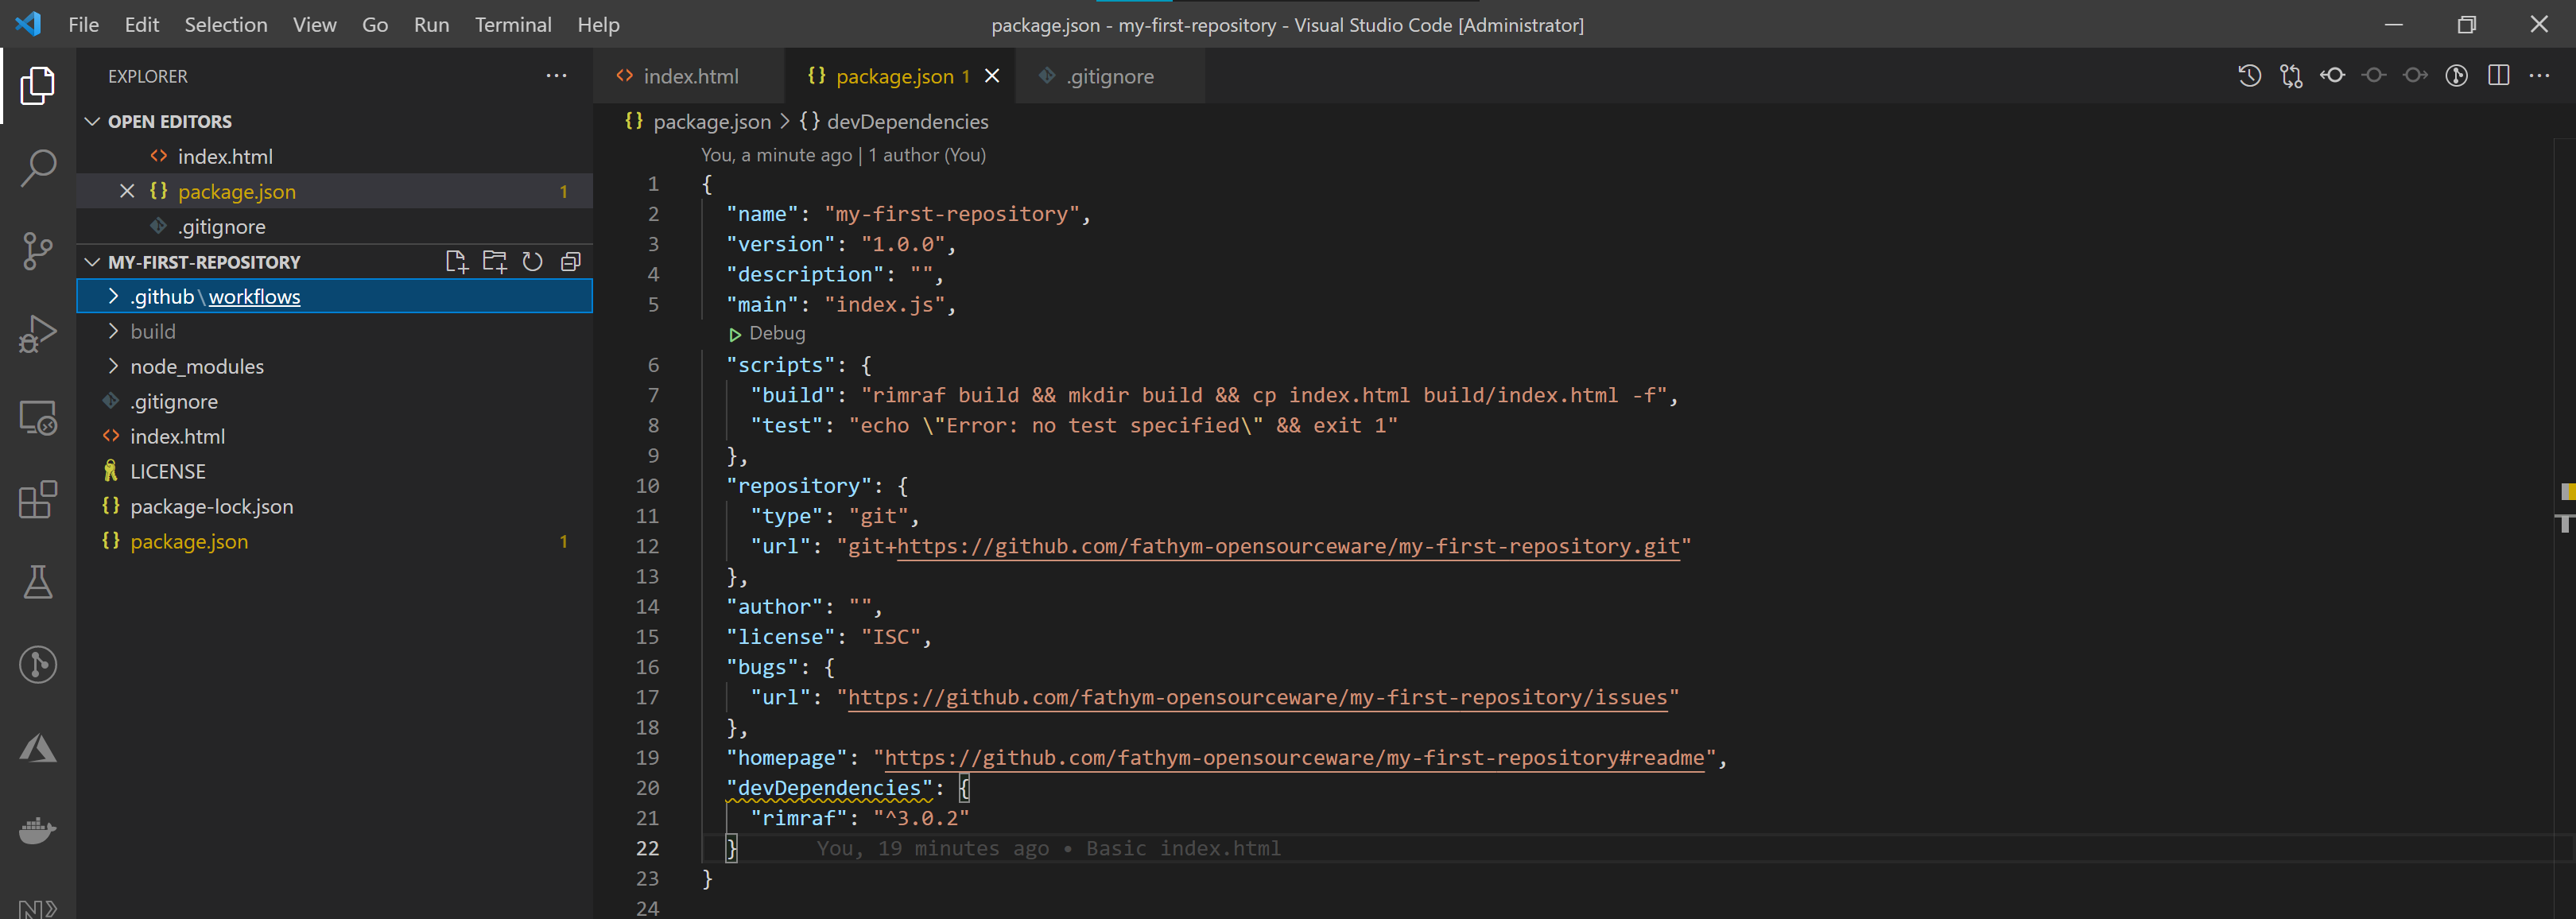 File Edit Selection View Go Run Terminal Help package.json - my-first-repository - Visual Studio Code [Administrator]
EXPLORER
OPEN EDITORS
index.html
package.json 1
.gitignore
MY-FIRST-REPOSITORY
.github\workflows
build
node_modules
.gitignore
index.html
LICENSE
package-lock.json
package.json 1
index.html package.json 1 .gitignore
{} package.json > {} devDependencies
You, a minute ago | 1 author (You)
1 {
2 "name": "my-first-repository",
3 "version": "1.0.0",
4 "description": "",
5 "main": "index.js",
Debug
6 "scripts": {
7 "build": "rimraf build && mkdir build && cp index.html build/index.html -f",
8 "test": "echo \"Error: no test specified\" && exit 1"
9 },
10 "repository": {
11 "type": "git",
12 "url": "git+https://github.com/fathym-opensourceware/my-first-repository.git"
13 },
14 "author": "",
15 "license": "ISC",
16 "bugs": {
17 "url": "https://github.com/fathym-opensourceware/my-first-repository/issues"
18 },
19 "homepage": "https://github.com/fathym-opensourceware/my-first-repository#readme",
20 "devDependencies": {
21 "rimraf": "^3.0.2"
22 } You, 19 minutes ago • Basic index.html
23 }
24